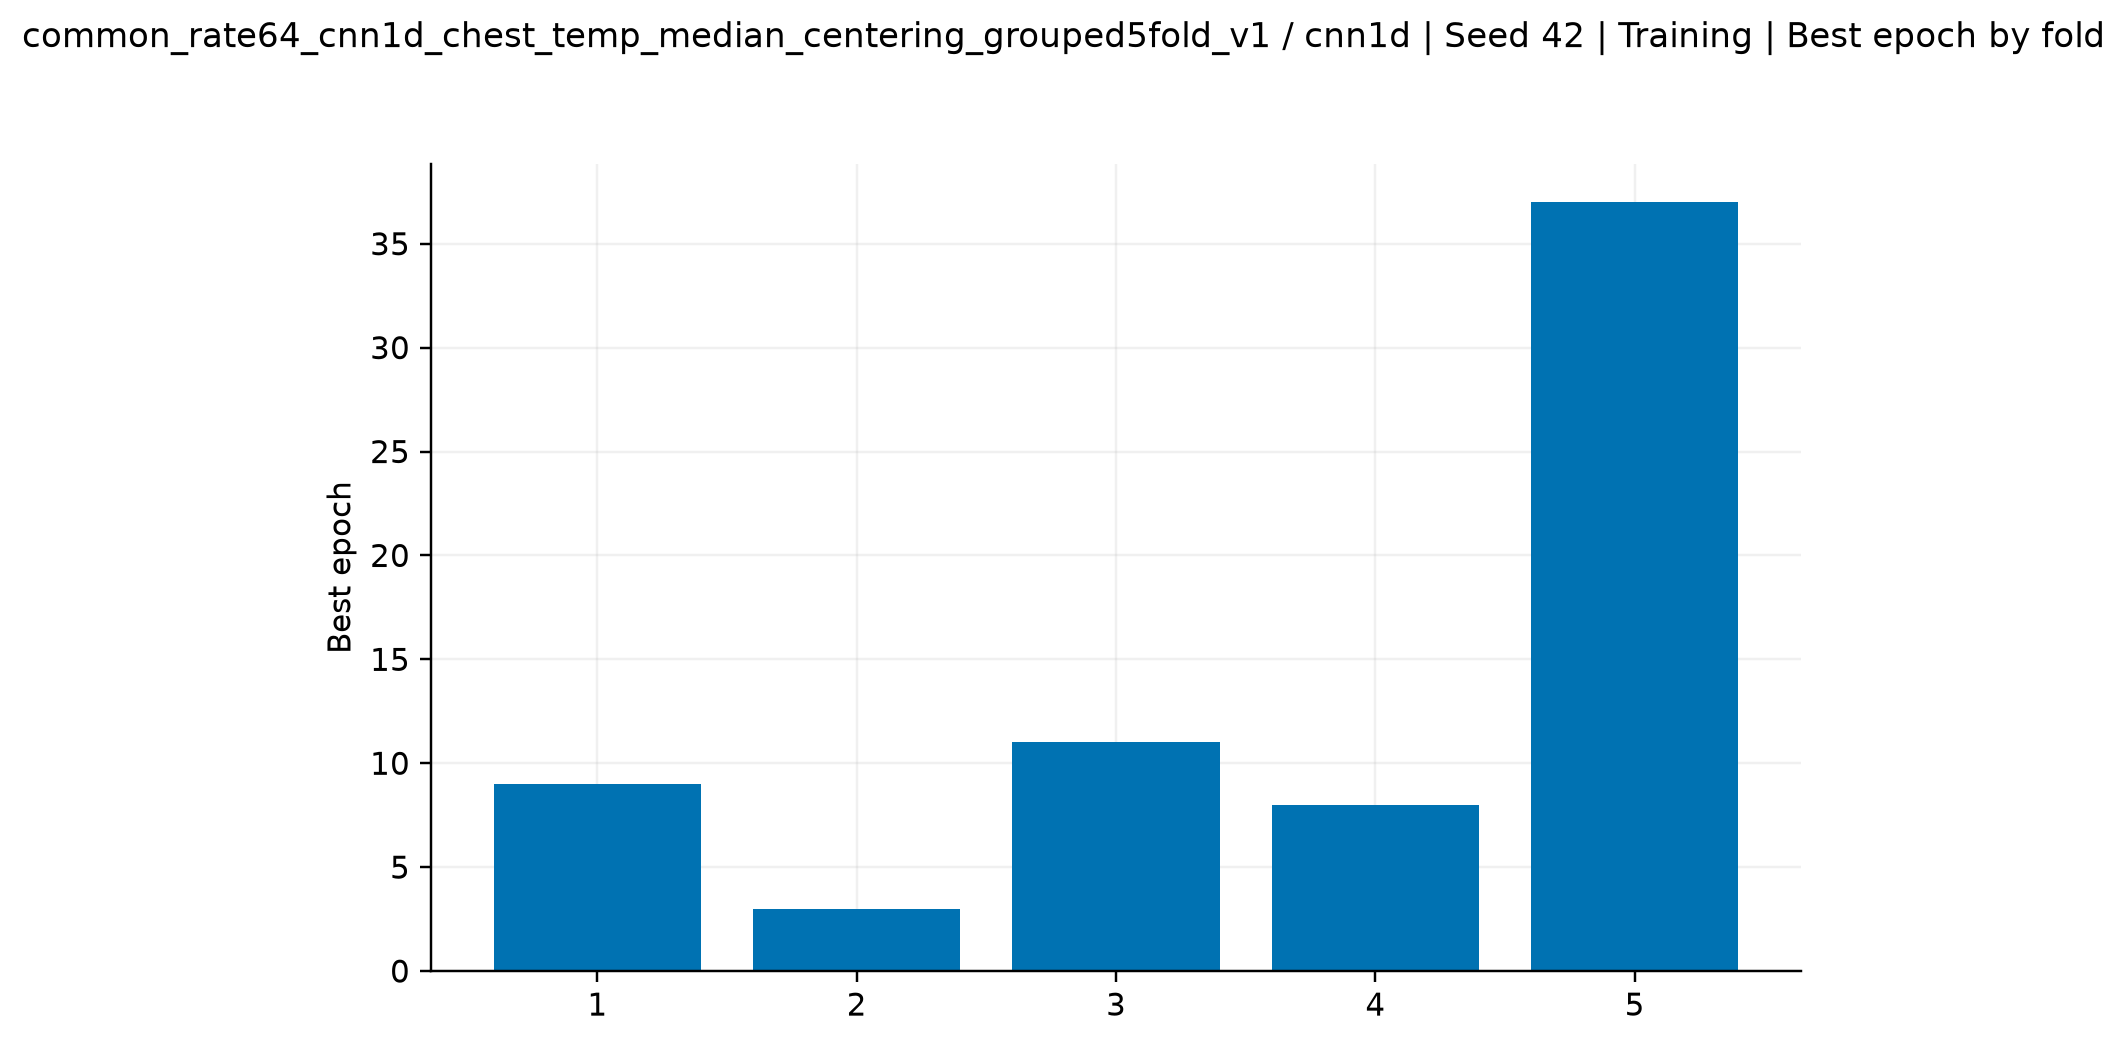 common_rate64_cnn1d_chest_temp_median_centering_grouped5fold_v1 / cnn1d | Seed 42 | Training | Best epoch by fold
35
30
25
20
15
10
5
0
Best epoch
1 2 3 4 5